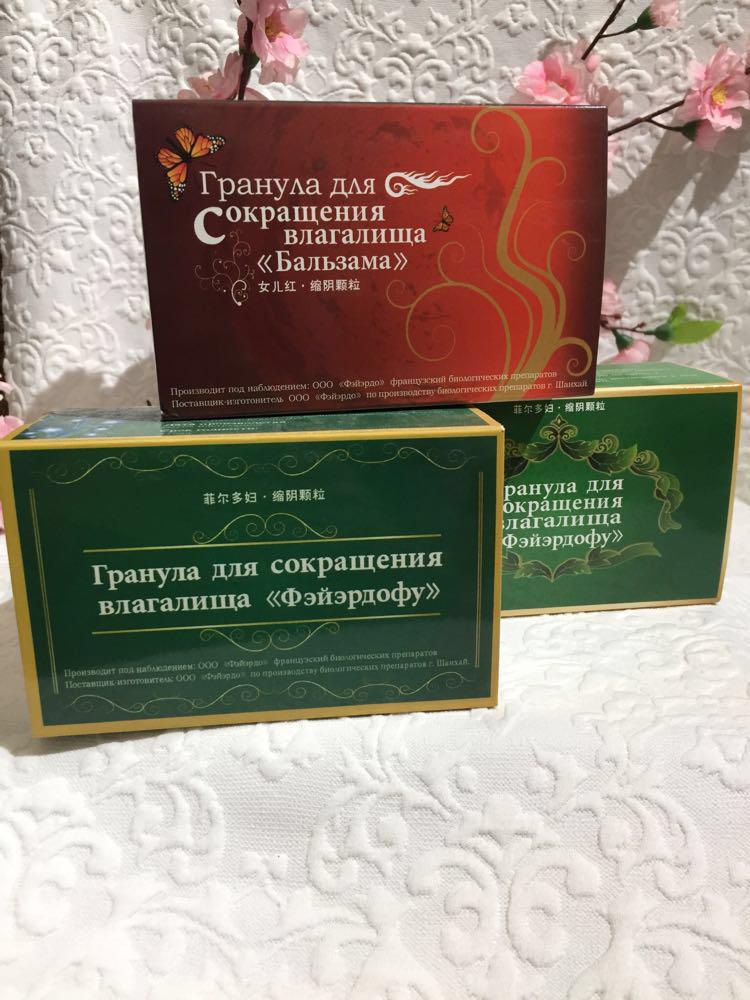 Гранула для
Сокращения
влагалища
«Бальзама»
女儿红·缩阴颗粒
Производит под наблюдением: ООО «Фэйэрдо» французский биологических препаратов
Поставщик-изготовитель ООО «Фэйэрдо» по производству биологических препаратов г. Шанхай
菲尔多妇·缩阴颗粒
Гранула для сокращения
влагалища «Фэйэрдофу»
Производит под наблюдением: ООО «Фэйэрдо» французский биологических препаратов
Поставщик-изготовитель: ООО «Фэйэрдо» по производству биологических препаратов г. Шанхай.
菲尔多妇·缩阴颗粒
ранула для
окращения
влагалища
«Фэйэрдофу»